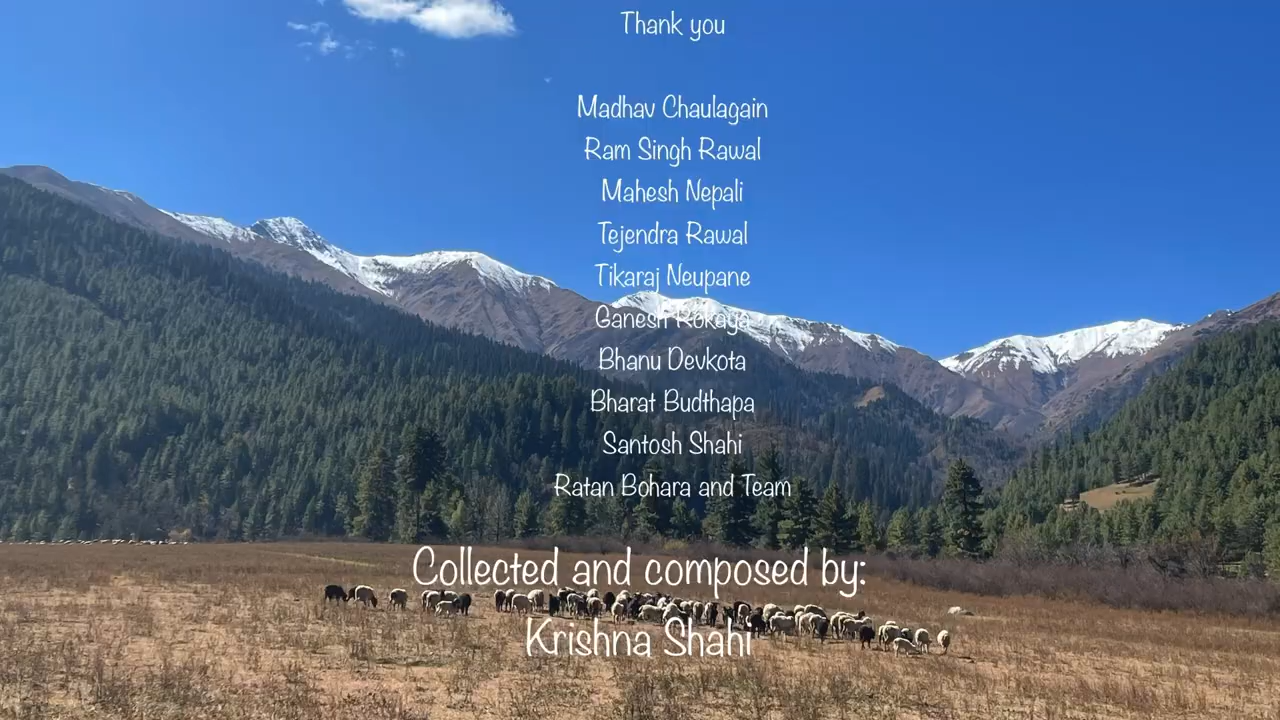 Thank you
Madhav Chaulagain
Ram Singh Rawal
Mahesh Nepali
Tejendra Rawal
Tikaraj Neupane
Ganesh Rokaya
Bhanu Devkota
Bharat Budthapa
Santosh Shahi
Ratan Bohara and Team
Collected and composed by:
Krishna Shahi